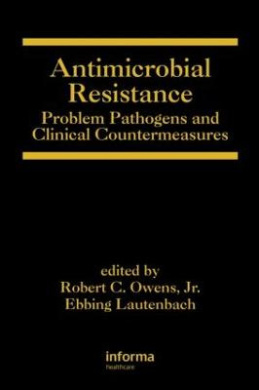 Antimicrobial
Resistance
Problem Pathogens and
Clinical Countermeasures
edited by
Robert C. Owens, Jr.
Ebbing Lautenbach
informa
healthcare